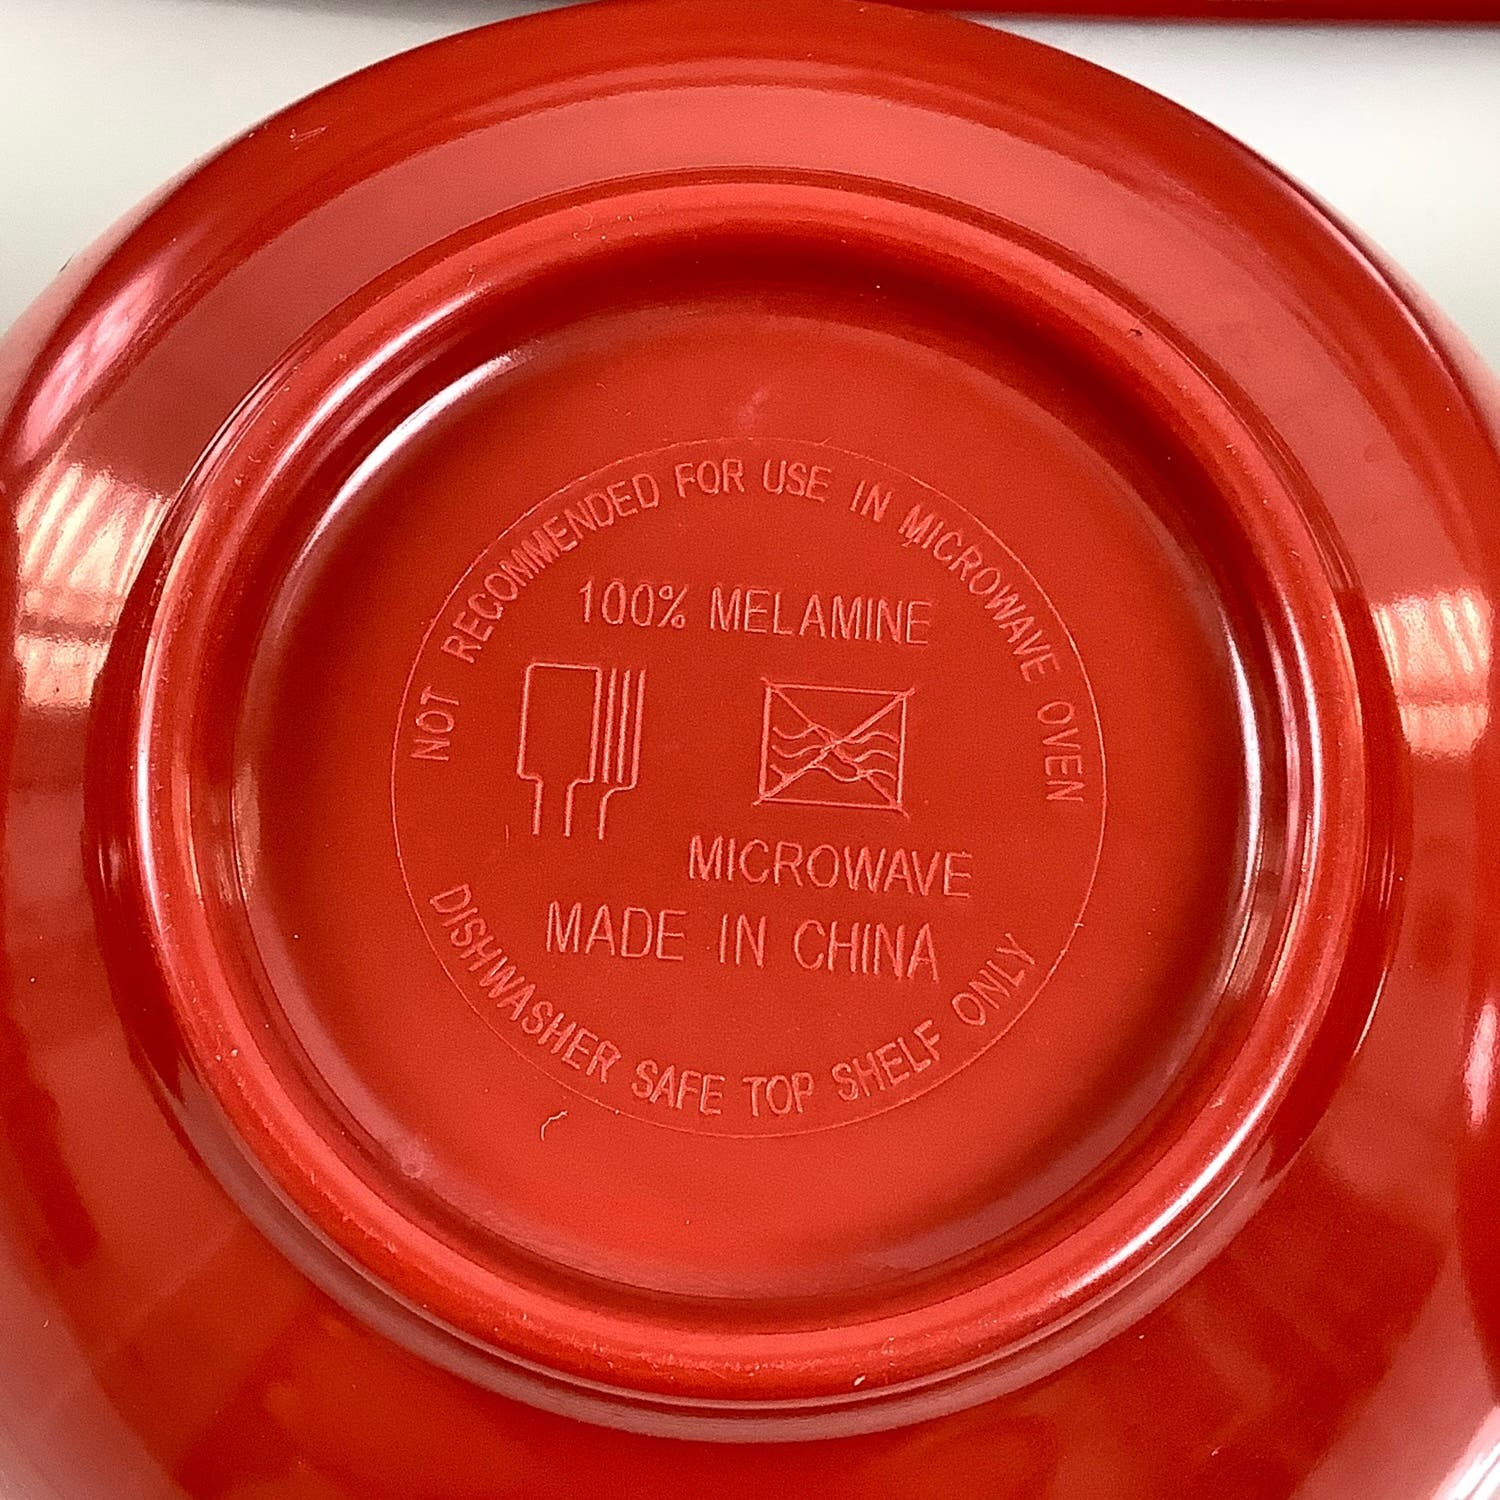 NOT RECOMMENDED FOR USE IN MICROWAVE OVEN
100% MELAMINE
MICROWAVE
MADE IN CHINA
DISHWASHER SAFE TOP SHELF ONLY